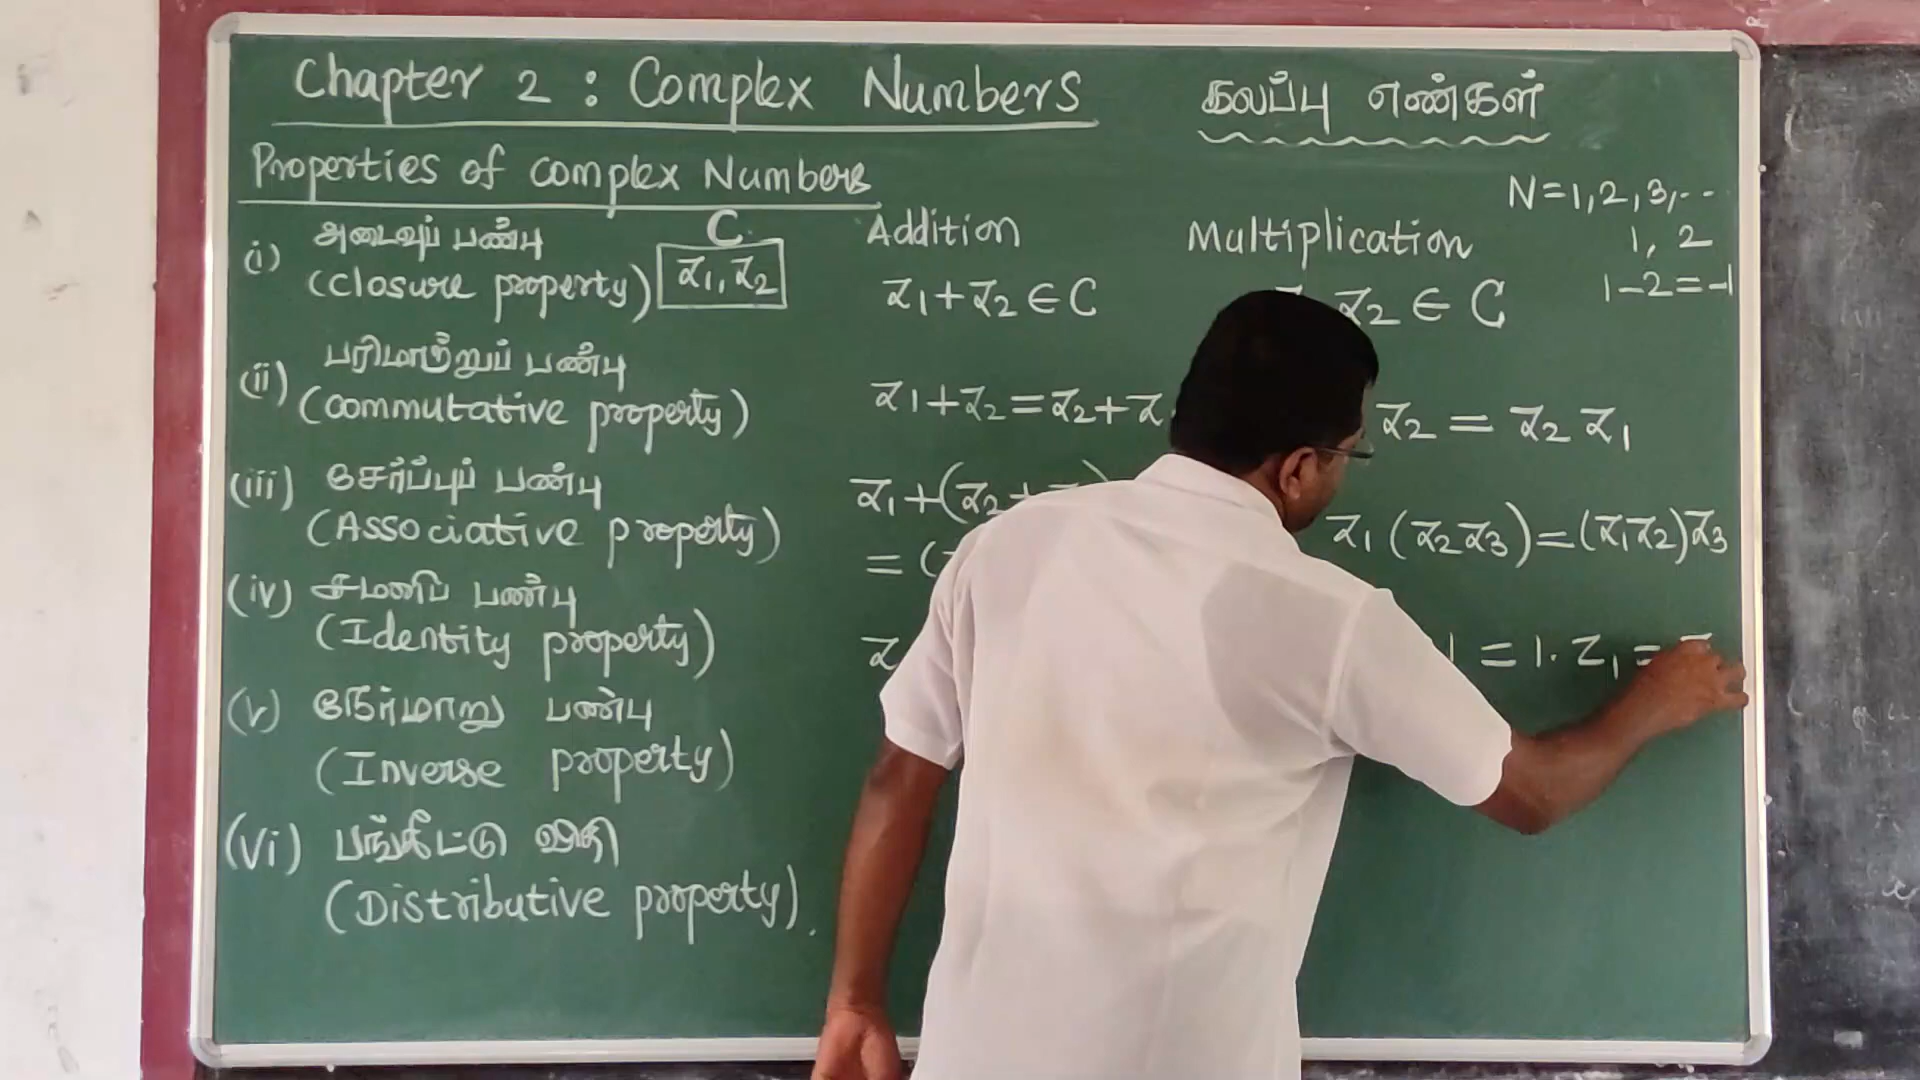 Chapter 2 : Complex Numbers கலப்பு எண்கள்
Properties of complex Numbers
N=1,2,3,...
1, 2
1-2=-1
C Addition Multiplication
(i) அடைவுப் பண்பு
(Closure property) z₁, z₂ z₁+z₂ ∈ C z₂ ∈ C
(ii) பரிமாற்றுப் பண்பு
(commutative property) z₁+z₂=z₂+z z₂ = z₂ z₁
(iii) சேர்ப்புப் பண்பு z₁+(z₂+
(Associative property) =( z₁(z₂z₃)=(z₁z₂)z₃
(iv) சமனிப் பண்பு
(Identity property) z 1 = 1. z₁ =
(v) நேர்மாறு பண்பு
(Inverse property)
(vi) பங்கீட்டு விதி
(Distributive property).